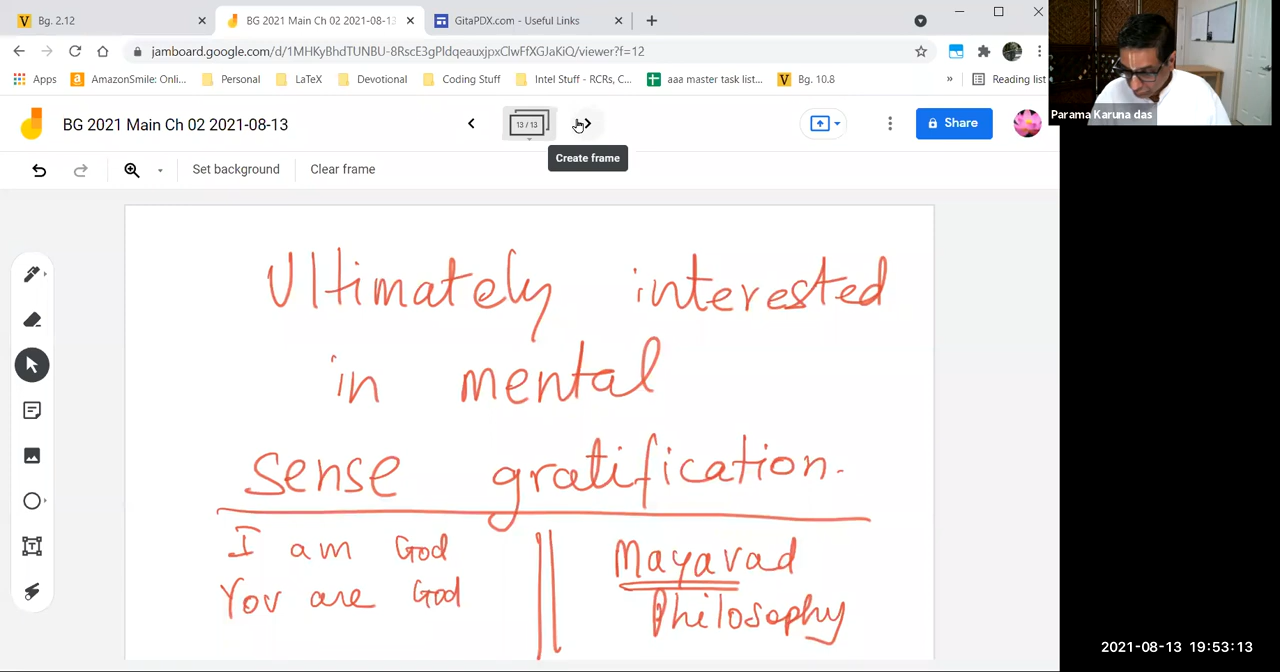 Bg. 2.12
BG 2021 Main Ch 02 2021-08-13
GitaPDX.com - Useful Links
jamboard.google.com/d/1MHKyBhdTUNBU-8RscE3gPldqeauxjpxClwFfXGJaKiQ/viewer?f=12
Apps AmazonSmile: Onli... Personal LaTeX Devotional Coding Stuff Intel Stuff - RCRs, C... aaa master task list... Bg. 10.8 » Reading list
Parama Karuna das
BG 2021 Main Ch 02 2021-08-13
13 / 13
Share
Create frame
Set background Clear frame
Ultimately interested
in mental
sense gratification.
I am God
You are God
Mayavad
Philosophy
2021-08-13 19:53:13